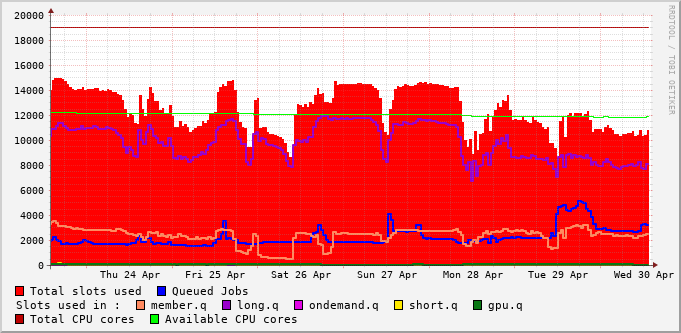 RRDTOOL / TOBI OETIKER
20000
18000
16000
14000
12000
10000
8000
6000
4000
2000
0
Thu 24 Apr Fri 25 Apr Sat 26 Apr Sun 27 Apr Mon 28 Apr Tue 29 Apr Wed 30 Apr
Total slots used Queued Jobs
Slots used in : member.q long.q ondemand.q short.q gpu.q
Total CPU cores Available CPU cores